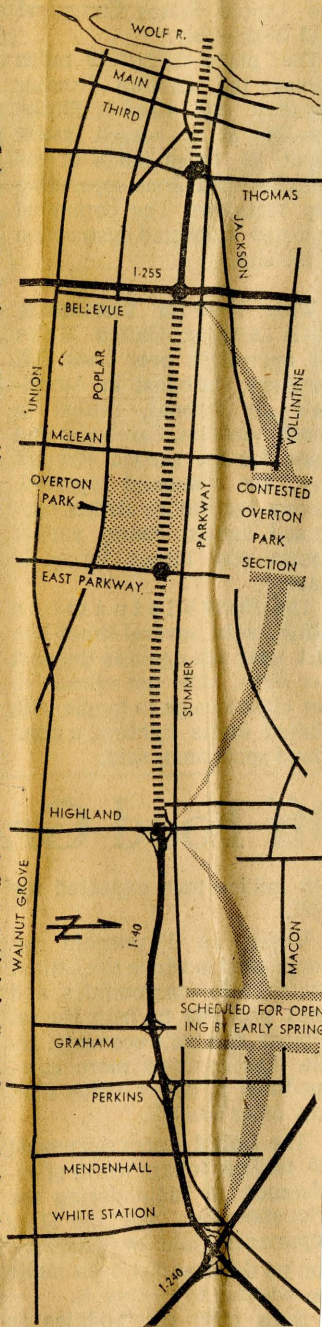 WOLF R.
MAIN
THIRD
THOMAS
JACKSON
I-255
BELLEVUE
UNION
POPLAR
VOLLINTINE
McLEAN
OVERTON
PARK
PARKWAY
CONTESTED
OVERTON
PARK
SECTION
EAST PARKWAY
SUMMER
HIGHLAND
WALNUT GROVE
N
I-40
MACON
SCHEDULED FOR OPEN
ING BY EARLY SPRING
GRAHAM
PERKINS
MENDENHALL
WHITE STATION
I-240